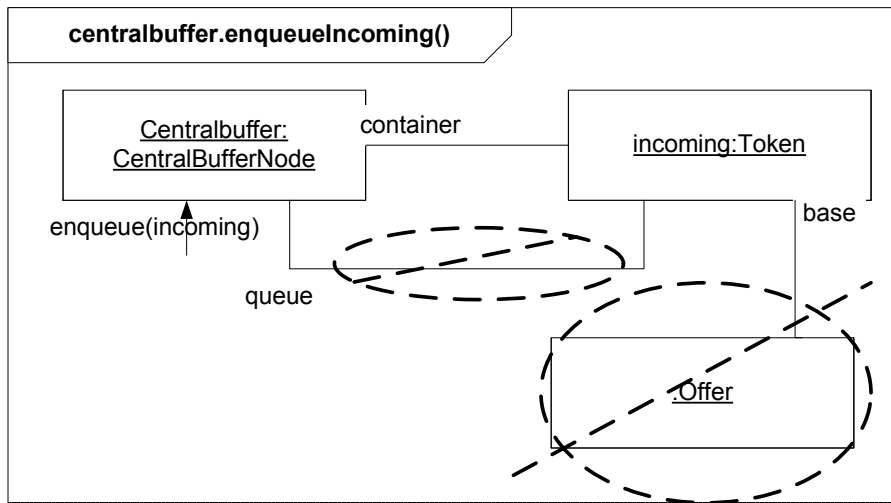 centralbuffer.enqueueIncoming()
Centralbuffer:
CentralBufferNode
container
incoming:Token
enqueue(incoming)
base
queue
:Offer